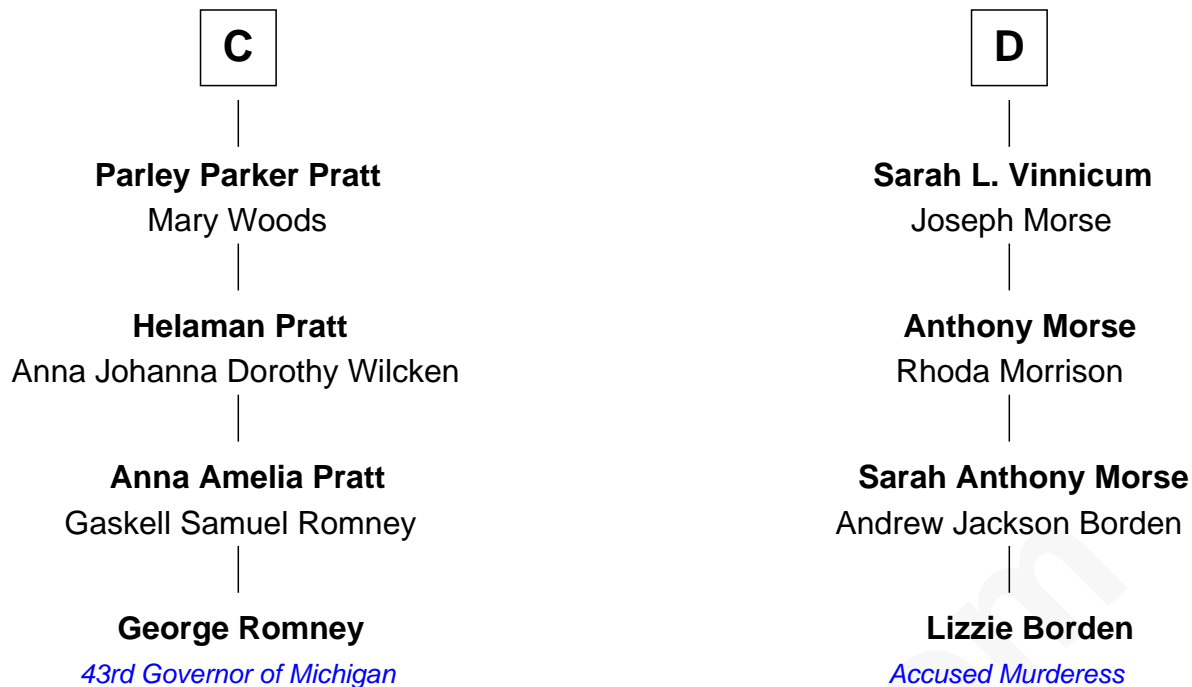 C
Parley Parker Pratt
Mary Woods
Helaman Pratt
Anna Johanna Dorothy Wilcken
Anna Amelia Pratt
Gaskell Samuel Romney
George Romney
43rd Governor of Michigan
D
Sarah L. Vinnicum
Joseph Morse
Anthony Morse
Rhoda Morrison
Sarah Anthony Morse
Andrew Jackson Borden
Lizzie Borden
Accused Murderess
om